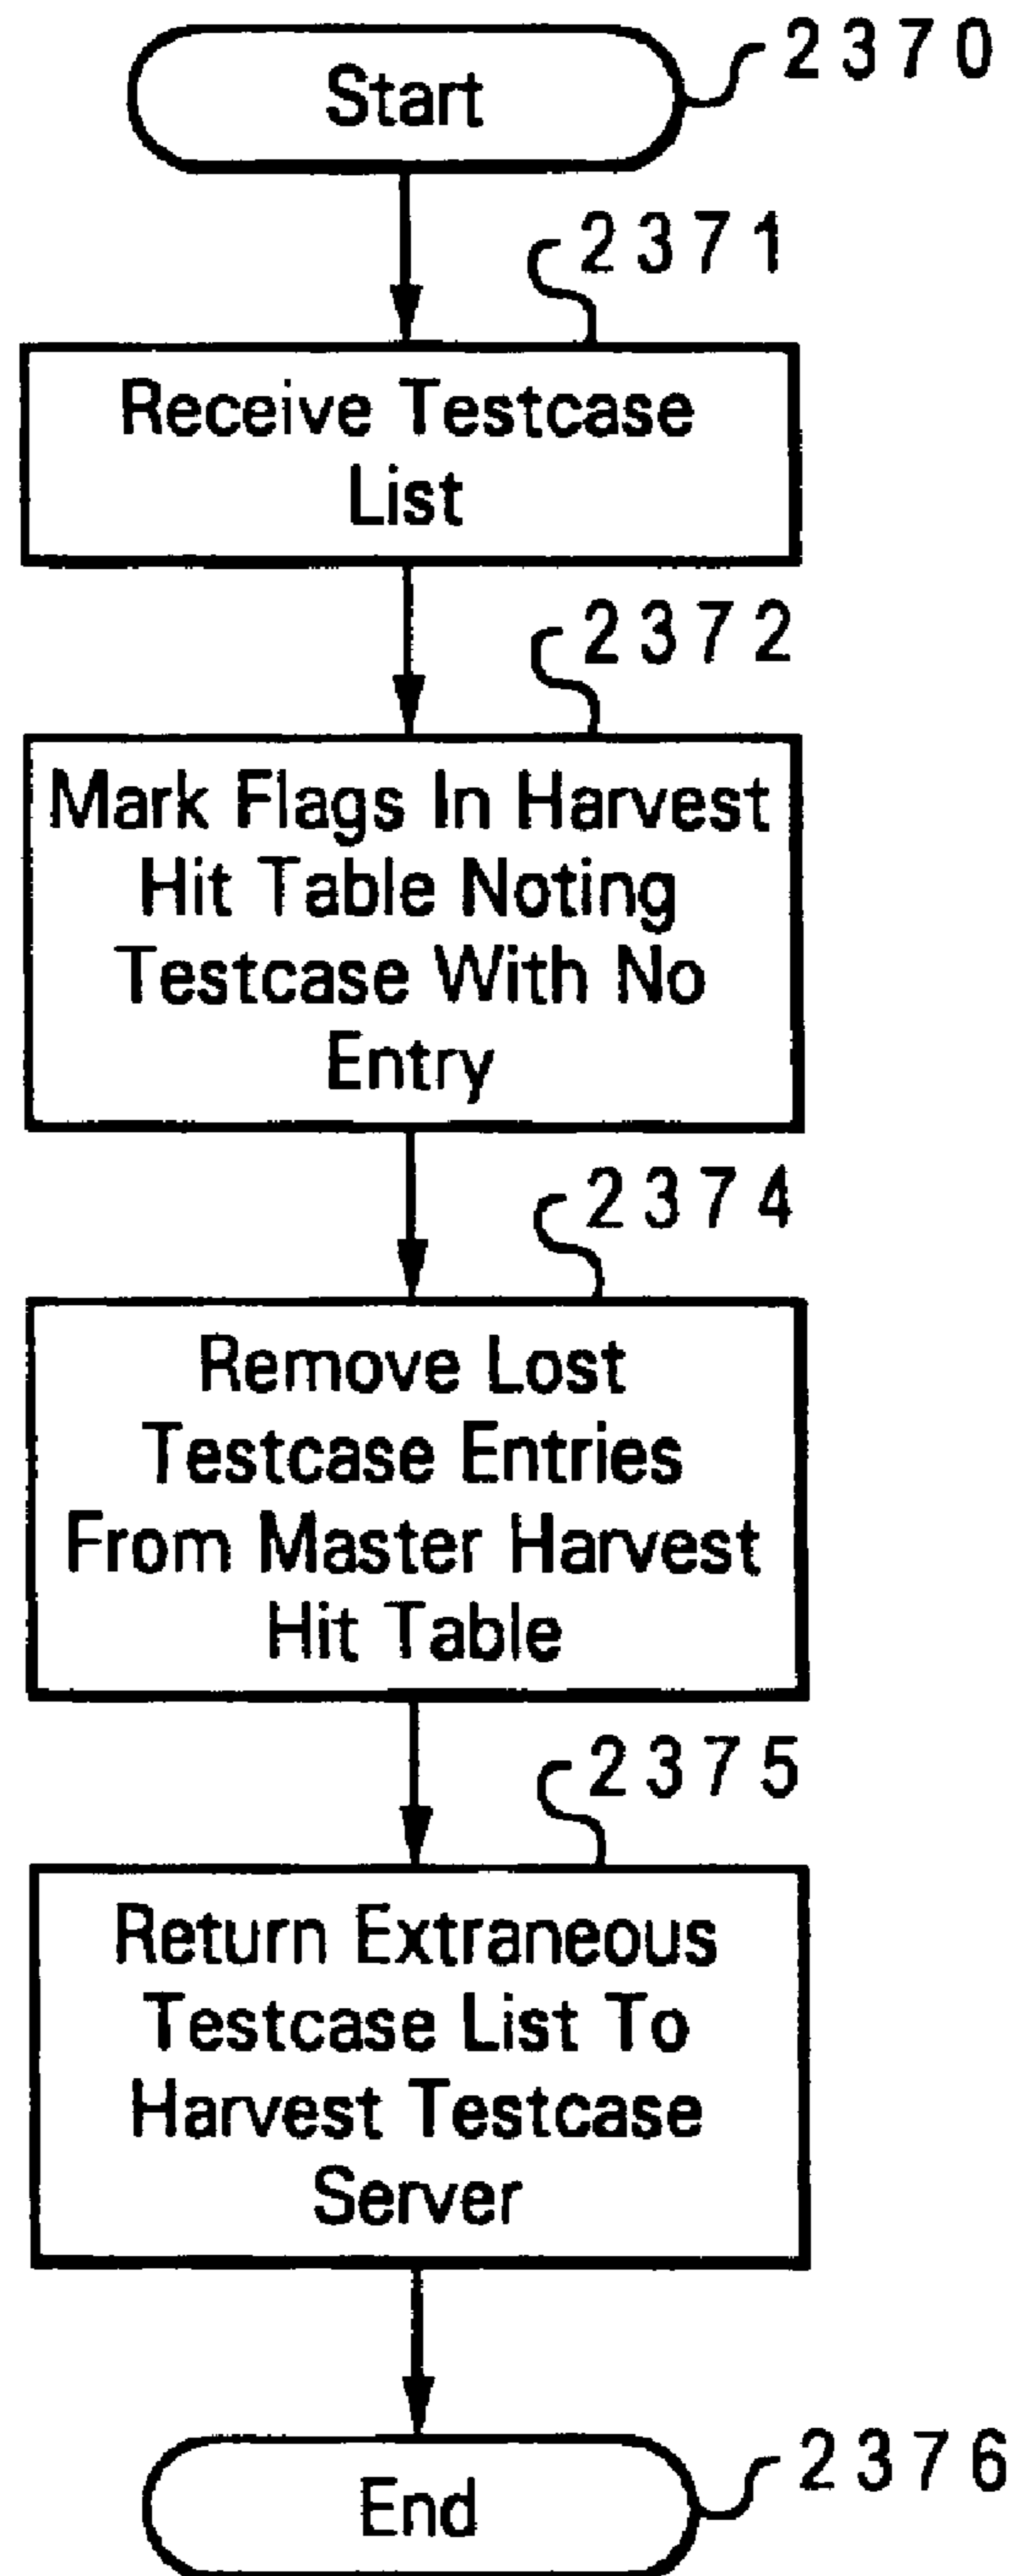 Start
2370
2371
Receive Testcase
List
2372
Mark Flags In Harvest
Hit Table Noting
Testcase With No
Entry
2374
Remove Lost
Testcase Entries
From Master Harvest
Hit Table
2375
Return Extraneous
Testcase List To
Harvest Testcase
Server
End
2376